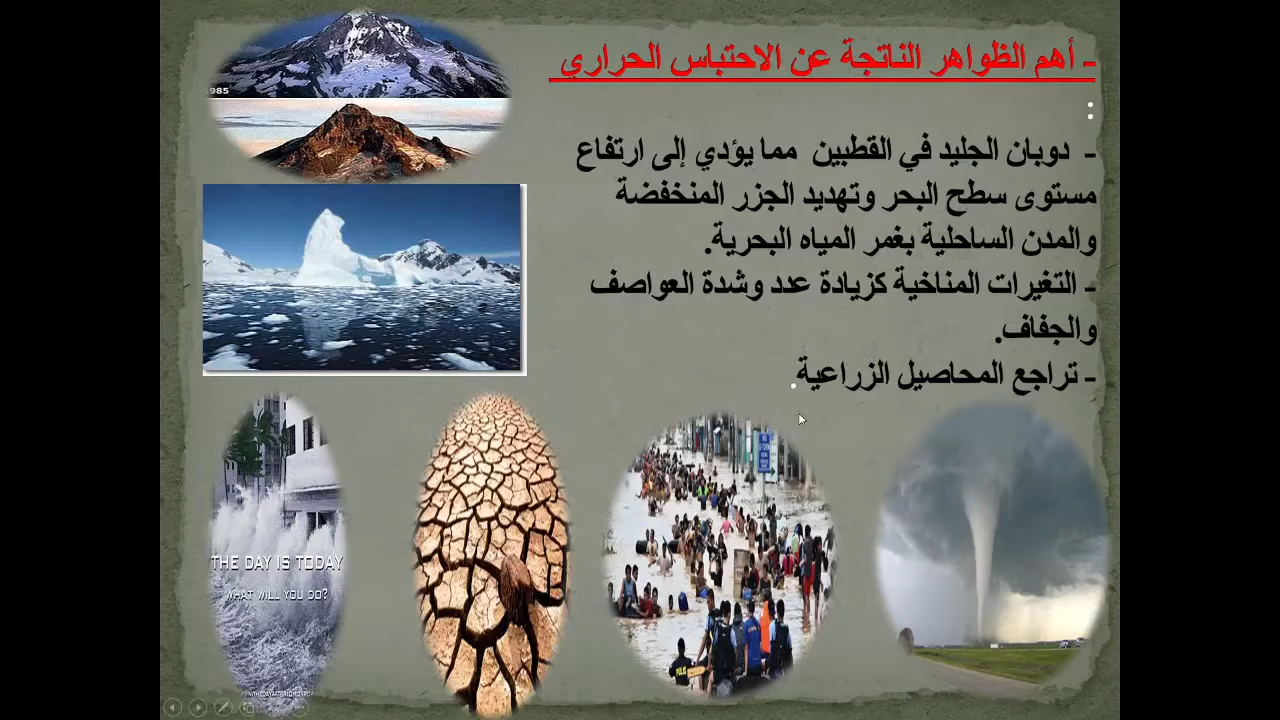 - أهم الظواهر الناتجة عن الاحتباس الحراري
:
- دوبان الجليد في القطبين مما يؤدي إلى ارتفاع
مستوى سطح البحر وتهديد الجزر المنخفضة
والمدن الساحلية بغمر المياه البحرية.
- التغيرات المناخية كزيادة عدد وشدة العواصف
والجفاف.
- تراجع المحاصيل الزراعية.
985
THE DAY IS TODAY
WHAT WILL YOU DO?